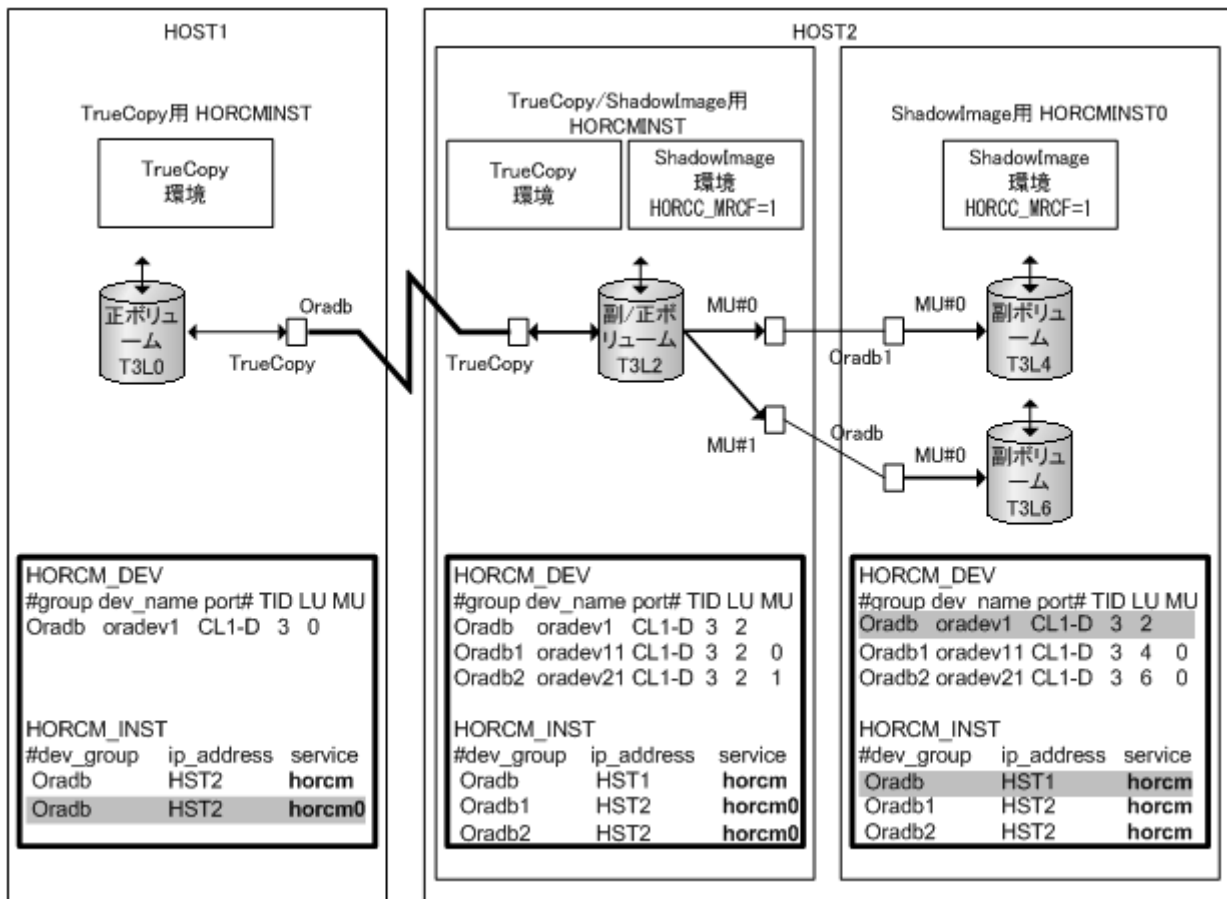 HOST1
TrueCopy用 HORCMINST
TrueCopy
環境
正ボリュ
ーム
T3L0
Oradb
TrueCopy
HORCM_DEV
#group dev_name port# TID LU MU
Oradb oradev1 CL1-D 3 0
HORCM_INST
#dev_group ip_address service
Oradb HST2 horcm
Oradb HST2 horcm0
HOST2
TrueCopy/ShadowImage用
HORCMINST
TrueCopy
環境
ShadowImage
環境
HORCC_MRCF=1
TrueCopy
副/正ボ
リューム
T3L2
MU#0
MU#1
Oradb1
Oradb
HORCM_DEV
#group dev_name port# TID LU MU
Oradb oradev1 CL1-D 3 2
Oradb1 oradev11 CL1-D 3 2 0
Oradb2 oradev21 CL1-D 3 2 1
HORCM_INST
#dev_group ip_address service
Oradb HST1 horcm
Oradb1 HST2 horcm0
Oradb2 HST2 horcm0
ShadowImage用 HORCMINST0
ShadowImage
環境
HORCC_MRCF=1
MU#0
副ボリュ
ーム
T3L4
MU#0
副ボリュ
ーム
T3L6
HORCM_DEV
#group dev_name port# TID LU MU
Oradb oradev1 CL1-D 3 2
Oradb1 oradev11 CL1-D 3 4 0
Oradb2 oradev21 CL1-D 3 6 0
HORCM_INST
#dev_group ip_address service
Oradb HST1 horcm
Oradb1 HST2 horcm
Oradb2 HST2 horcm